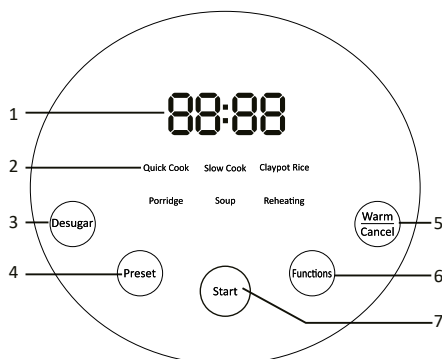 88:88
1
2
Quick Cook Slow Cook Claypot Rice
Porridge Soup Reheating
3
Desugar
Warm
Cancel
5
4
Preset
Functions
6
Start
7